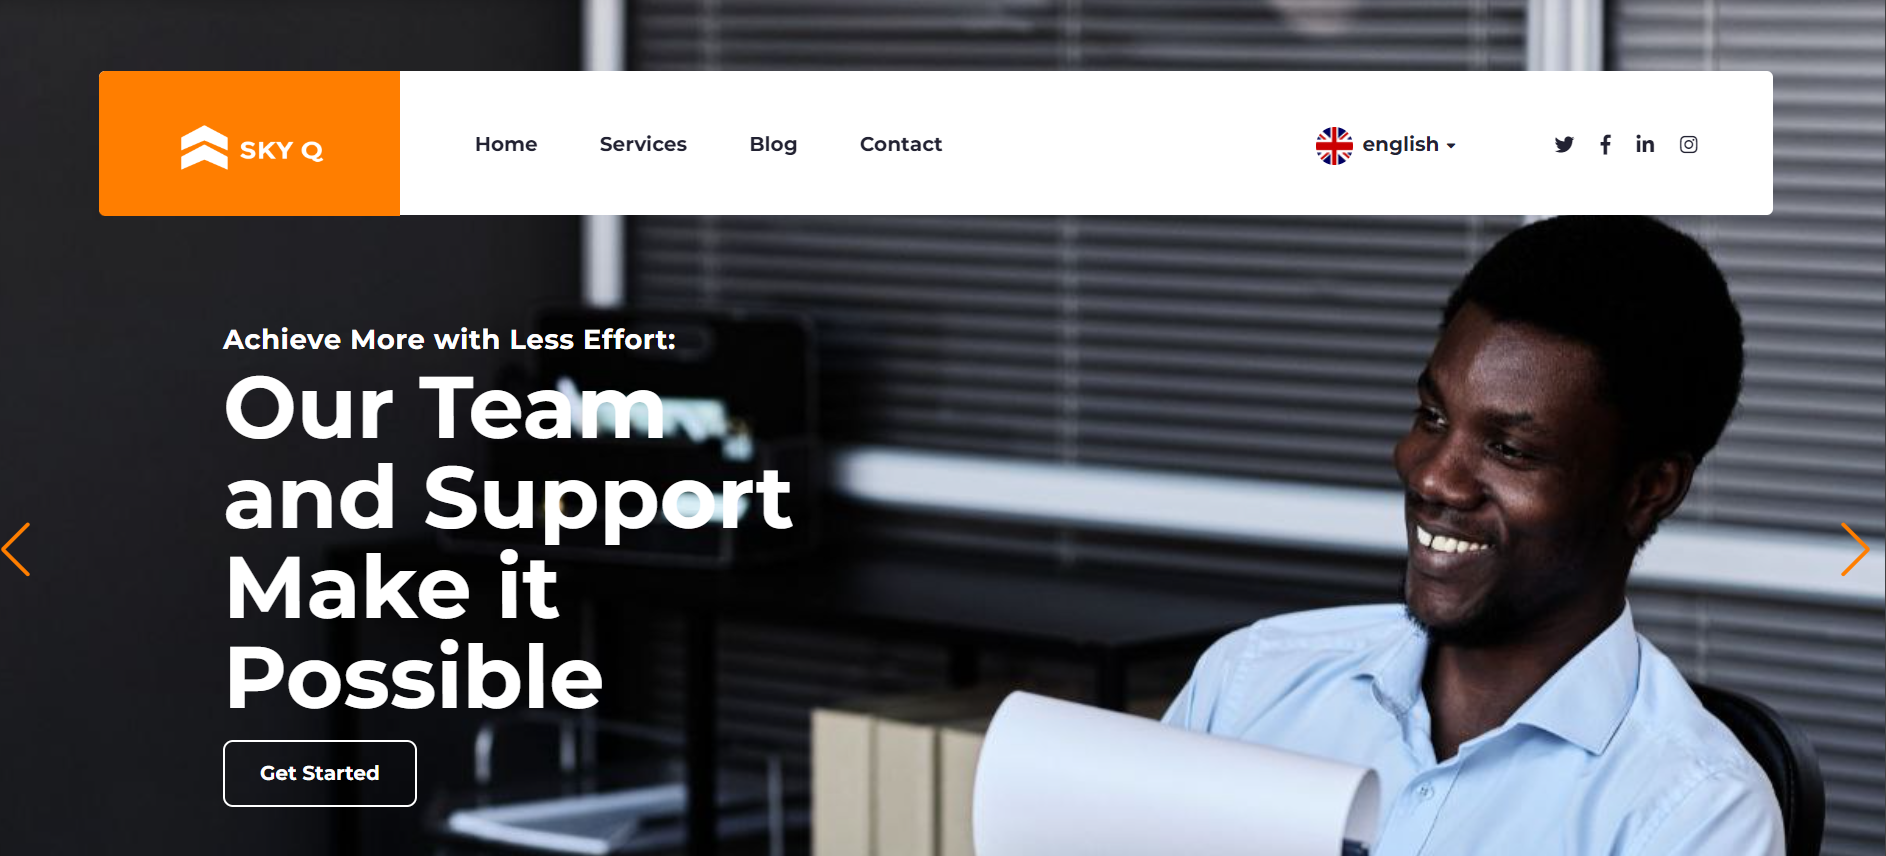 SKY Q
Home
Services
Blog
Contact
english
Achieve More with Less Effort:
Our Team
and Support
Make it
Possible
Get Started